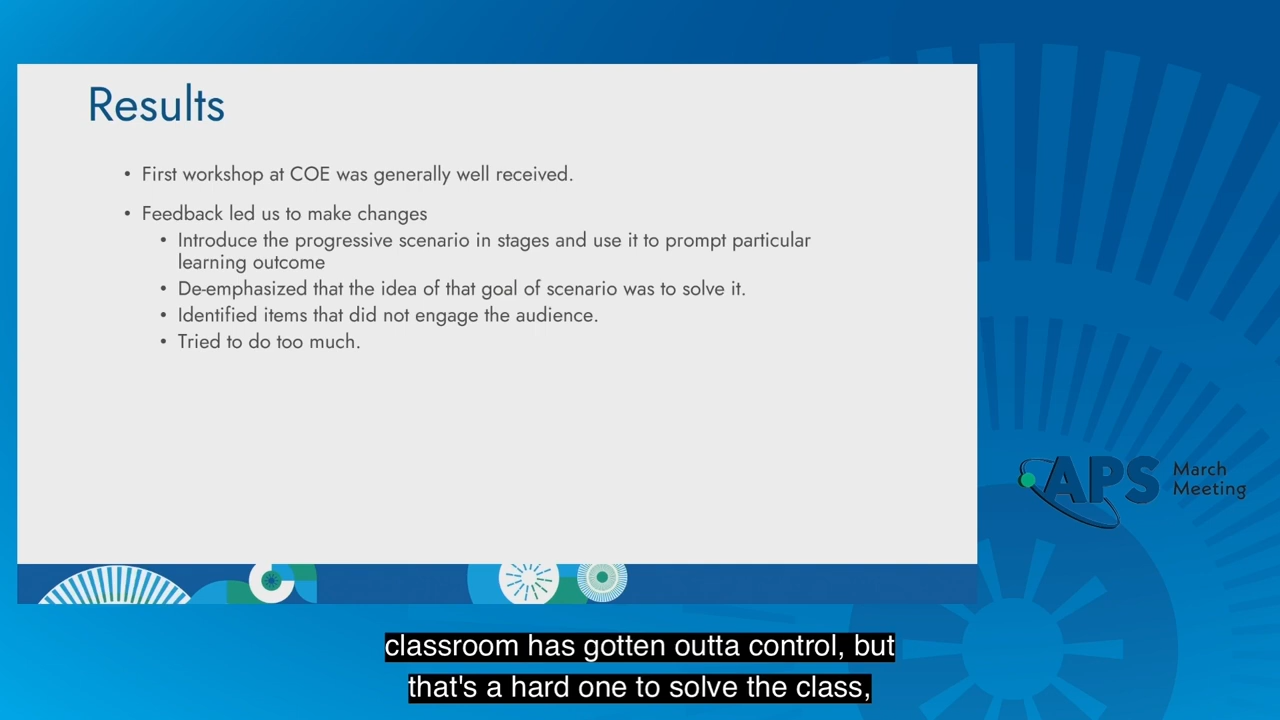 Results
• First workshop at COE was generally well received.
• Feedback led us to make changes
• Introduce the progressive scenario in stages and use it to prompt particular
learning outcome
• De-emphasized that the idea of that goal of scenario was to solve it.
• Identified items that did not engage the audience.
• Tried to do too much.
APS March
Meeting
classroom has gotten outta control, but
that's a hard one to solve the class,